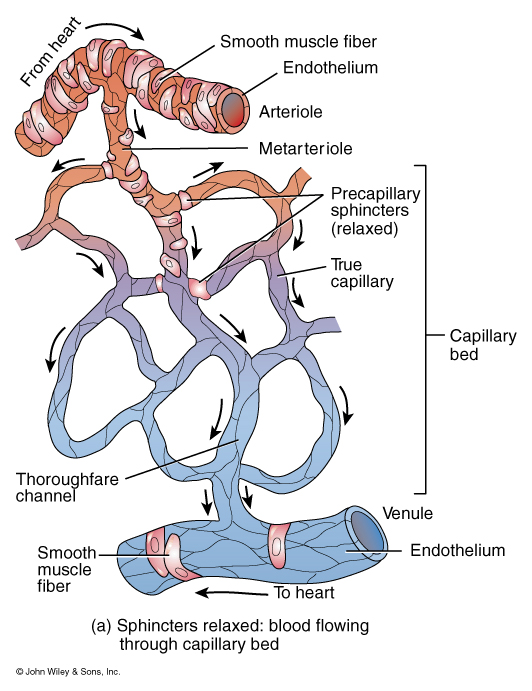 From heart
Smooth muscle fiber
Endothelium
Arteriole
Metarteriole
Precapillary
sphincters
(relaxed)
True
capillary
Capillary
bed
Thoroughfare
channel
Venule
Smooth
muscle
fiber
Endothelium
To heart
(a) Sphincters relaxed: blood flowing
through capillary bed
© John Wiley & Sons, Inc.